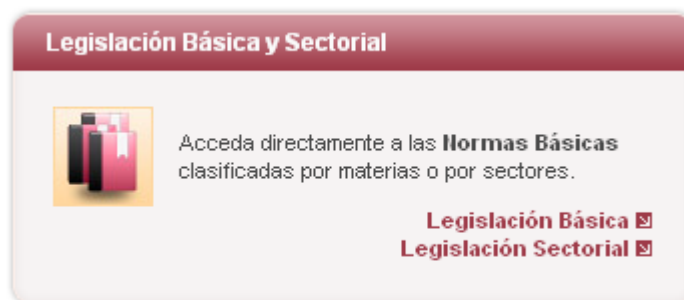 Legislación Básica y Sectorial
Acceda directamente a las Normas Básicas
clasificadas por materias o por sectores.
Legislación Básica
Legislación Sectorial